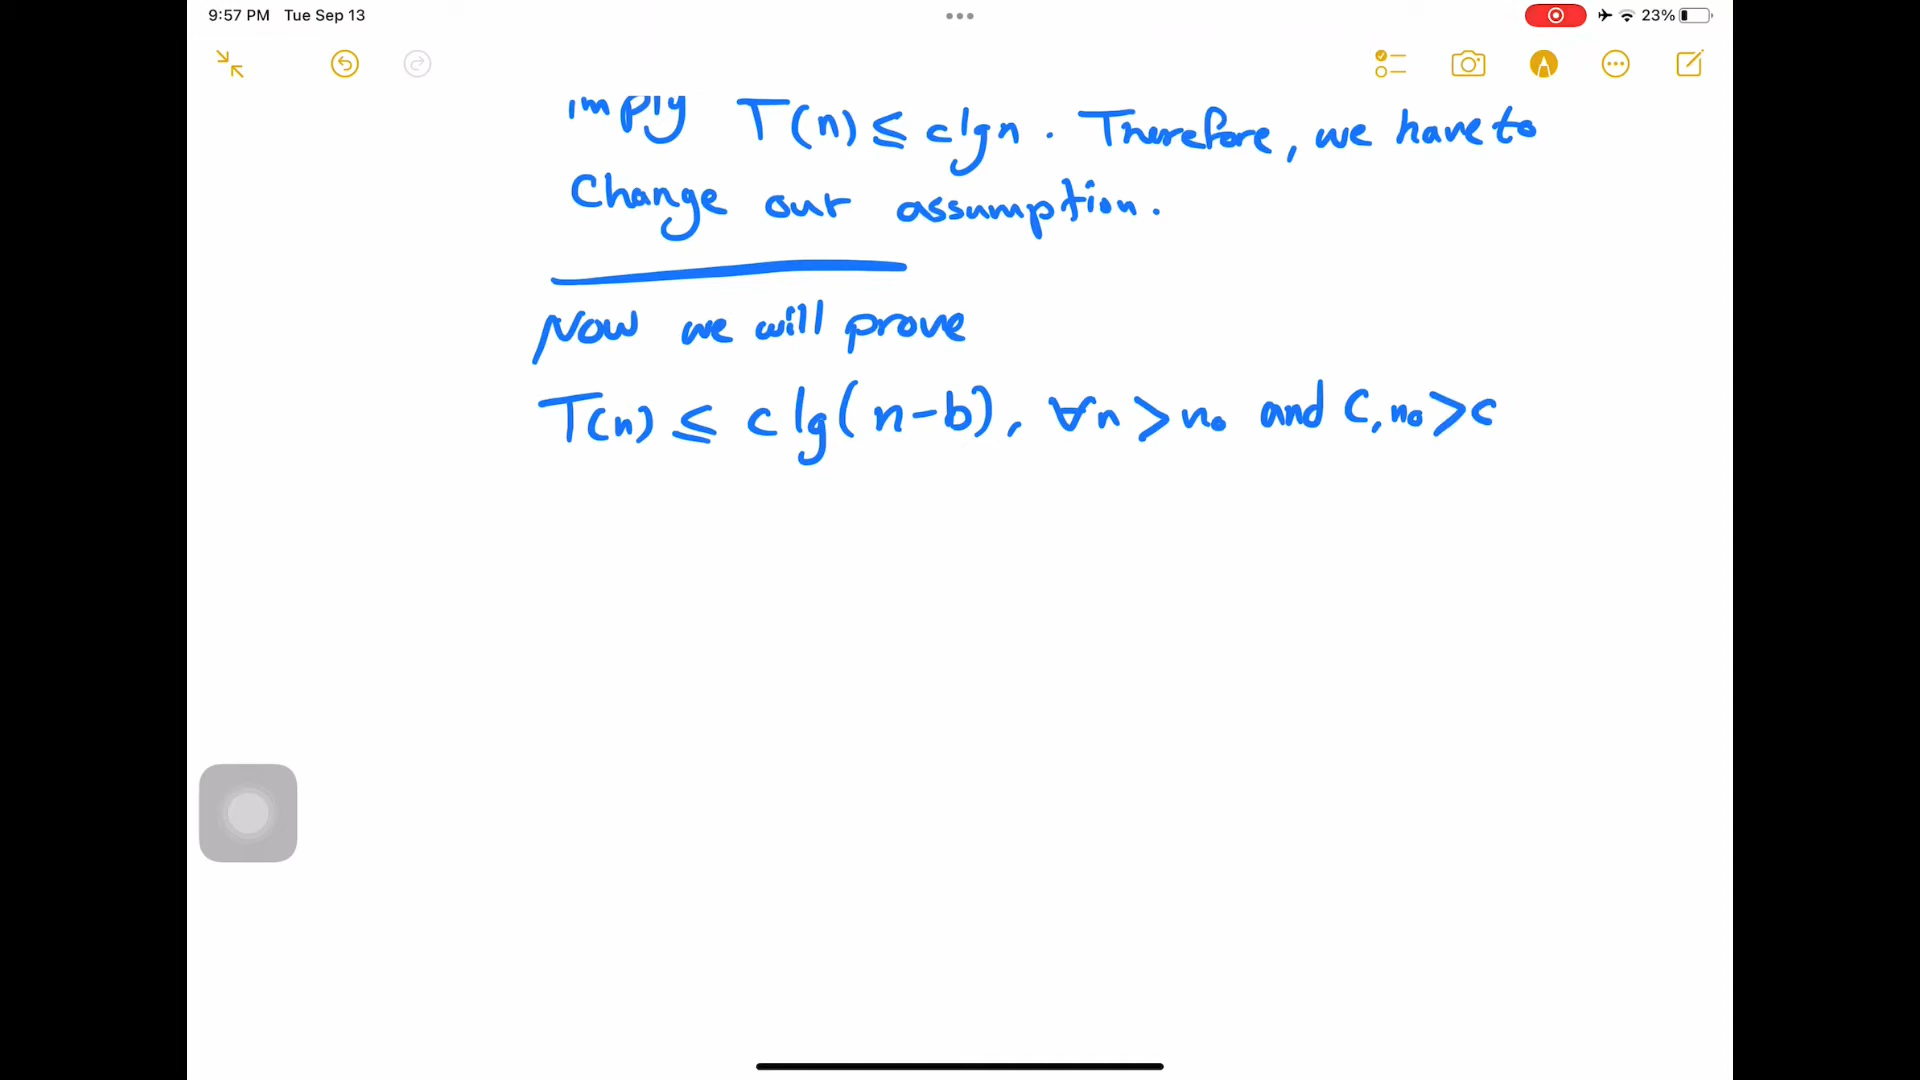 9:57 PM Tue Sep 13
23%
imply T(n) ≤ c lg n. Therefore, we have to
Change our assumption.
Now we will prove
T(n) ≤ c lg(n-b), ∀n > n₀ and c, n₀ > c